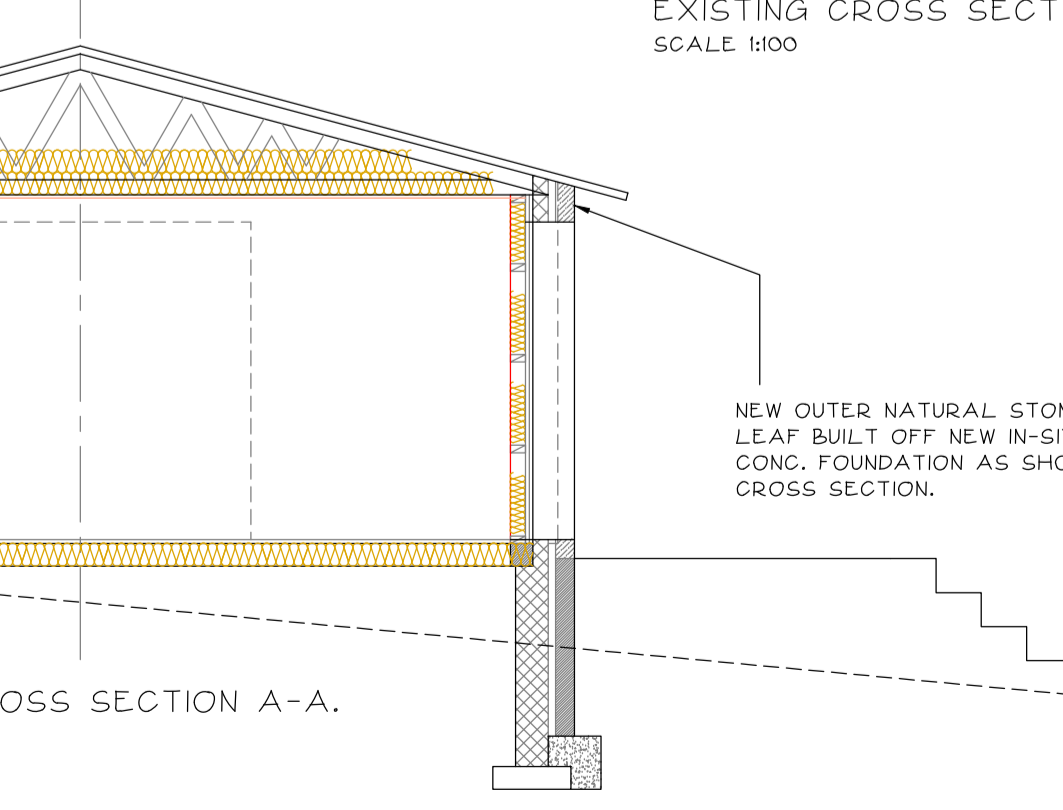 EXISTING CROSS SECT
SCALE 1:100
NEW OUTER NATURAL STON
LEAF BUILT OFF NEW IN-SI
CONC. FOUNDATION AS SHO
CROSS SECTION.
OSS SECTION A-A.